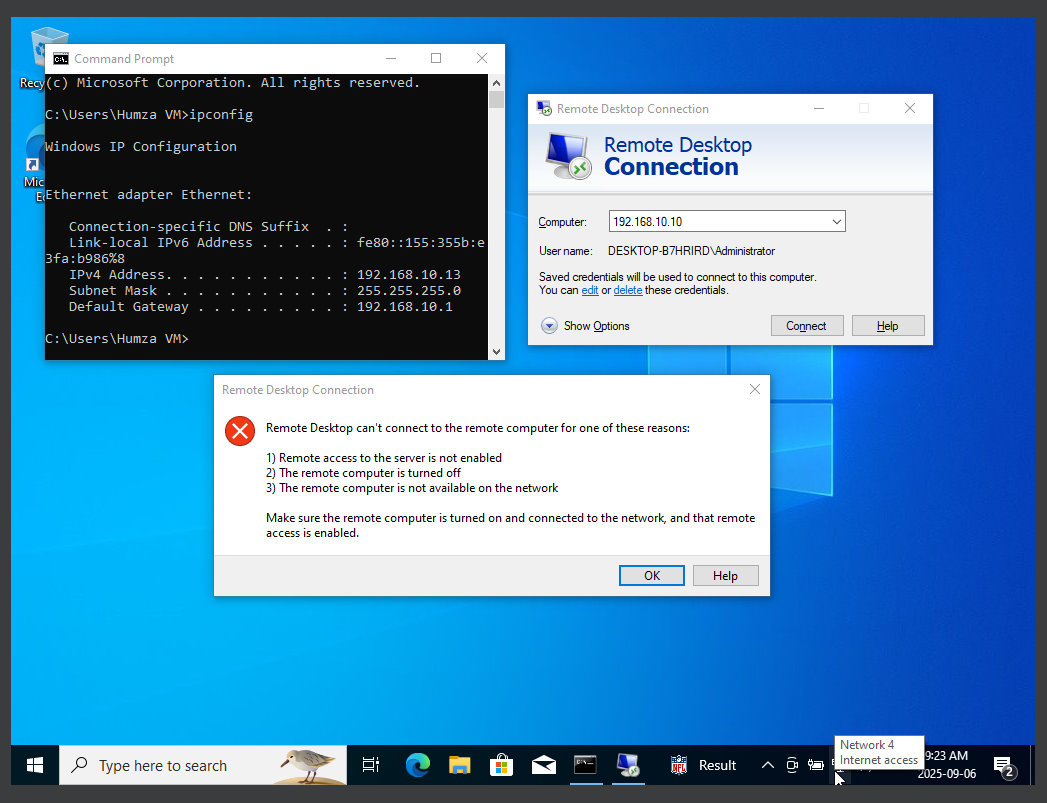 Recy
Mic
E
Command Prompt
(c) Microsoft Corporation. All rights reserved.
C:\Users\Humza VM>ipconfig
Windows IP Configuration
Ethernet adapter Ethernet:
Connection-specific DNS Suffix . :
Link-local IPv6 Address . . . . . : fe80::155:355b:e
3fa:b986%8
IPv4 Address. . . . . . . . . . . : 192.168.10.13
Subnet Mask . . . . . . . . . . . : 255.255.255.0
Default Gateway . . . . . . . . . : 192.168.10.1
C:\Users\Humza VM>
Remote Desktop Connection
Remote Desktop
Connection
Computer: 192.168.10.10
User name: DESKTOP-B7HRIRD\Administrator
Saved credentials will be used to connect to this computer.
You can edit or delete these credentials.
Show Options
Connect
Help
Remote Desktop Connection
Remote Desktop can't connect to the remote computer for one of these reasons:
1) Remote access to the server is not enabled
2) The remote computer is turned off
3) The remote computer is not available on the network
Make sure the remote computer is turned on and connected to the network, and that remote
access is enabled.
OK
Help
Type here to search
NFL
Result
Network 4
Internet access
9:23 AM
2025-09-06
2